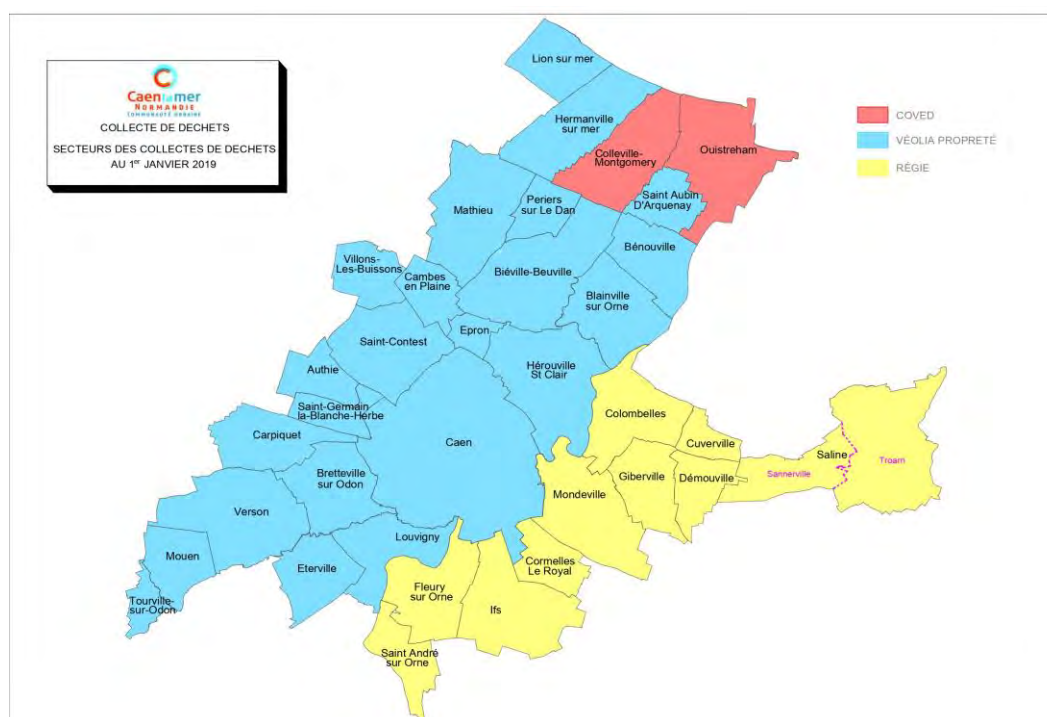 Caen la mer
NORMANDIE
COMMUNAUTÉ URBAINE
COLLECTE DE DECHETS
SECTEURS DES COLLECTES DE DECHETS
AU 1er JANVIER 2019
COVED
VÉOLIA PROPRETÉ
RÉGIE
Lion sur mer
Hermanville
sur mer
Colleville-
Montgomery
Ouistreham
Saint Aubin
D'Arquenay
Mathieu
Periers
sur Le Dan
Bénouville
Villons-
Les-Buissons
Cambes
en Plaine
Biéville-Beuville
Blainville
sur Orne
Epron
Saint-Contest
Hérouville
St Clair
Authie
Saint-Germain
la-Blanche-Herbe
Colombelles
Carpiquet
Caen
Cuverville
Saline
Sannerville
Troarn
Bretteville
sur Odon
Giberville
Démouville
Mondeville
Verson
Louvigny
Mouen
Eterville
Cormelles
Le Royal
Fleury
sur Orne
Ifs
Tourville-
sur-Odon
Saint André
sur Orne